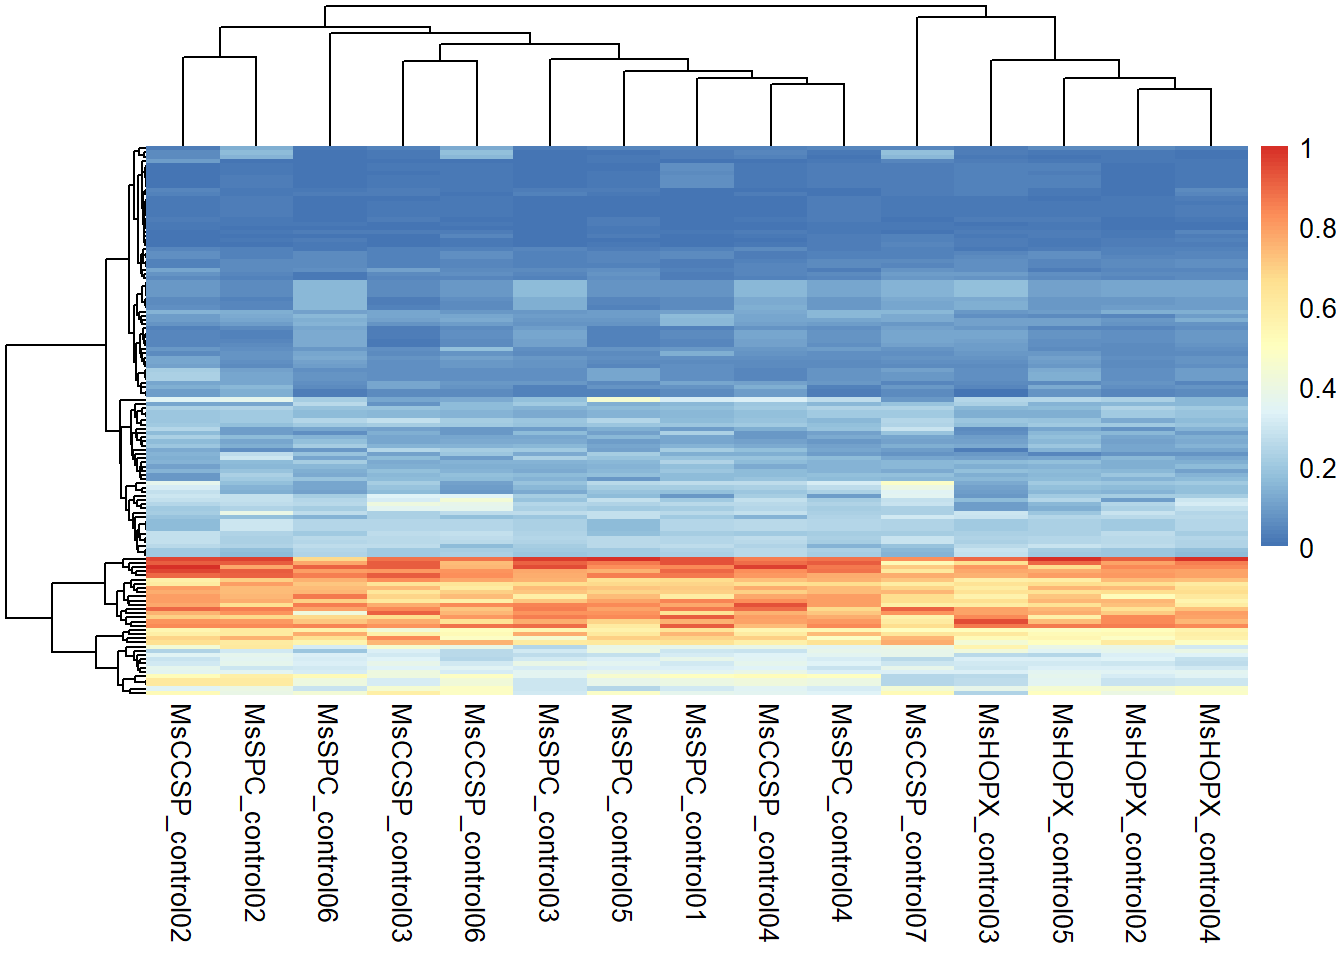 1
0.8
0.6
0.4
0.2
0
MsCCSP_control02
MsSPC_control02
MsSPC_control06
MsCCSP_control03
MsCCSP_control06
MsSPC_control03
MsSPC_control05
MsSPC_control01
MsCCSP_control04
MsSPC_control04
MsCCSP_control07
MsHOPX_control03
MsHOPX_control05
MsHOPX_control02
MsHOPX_control04